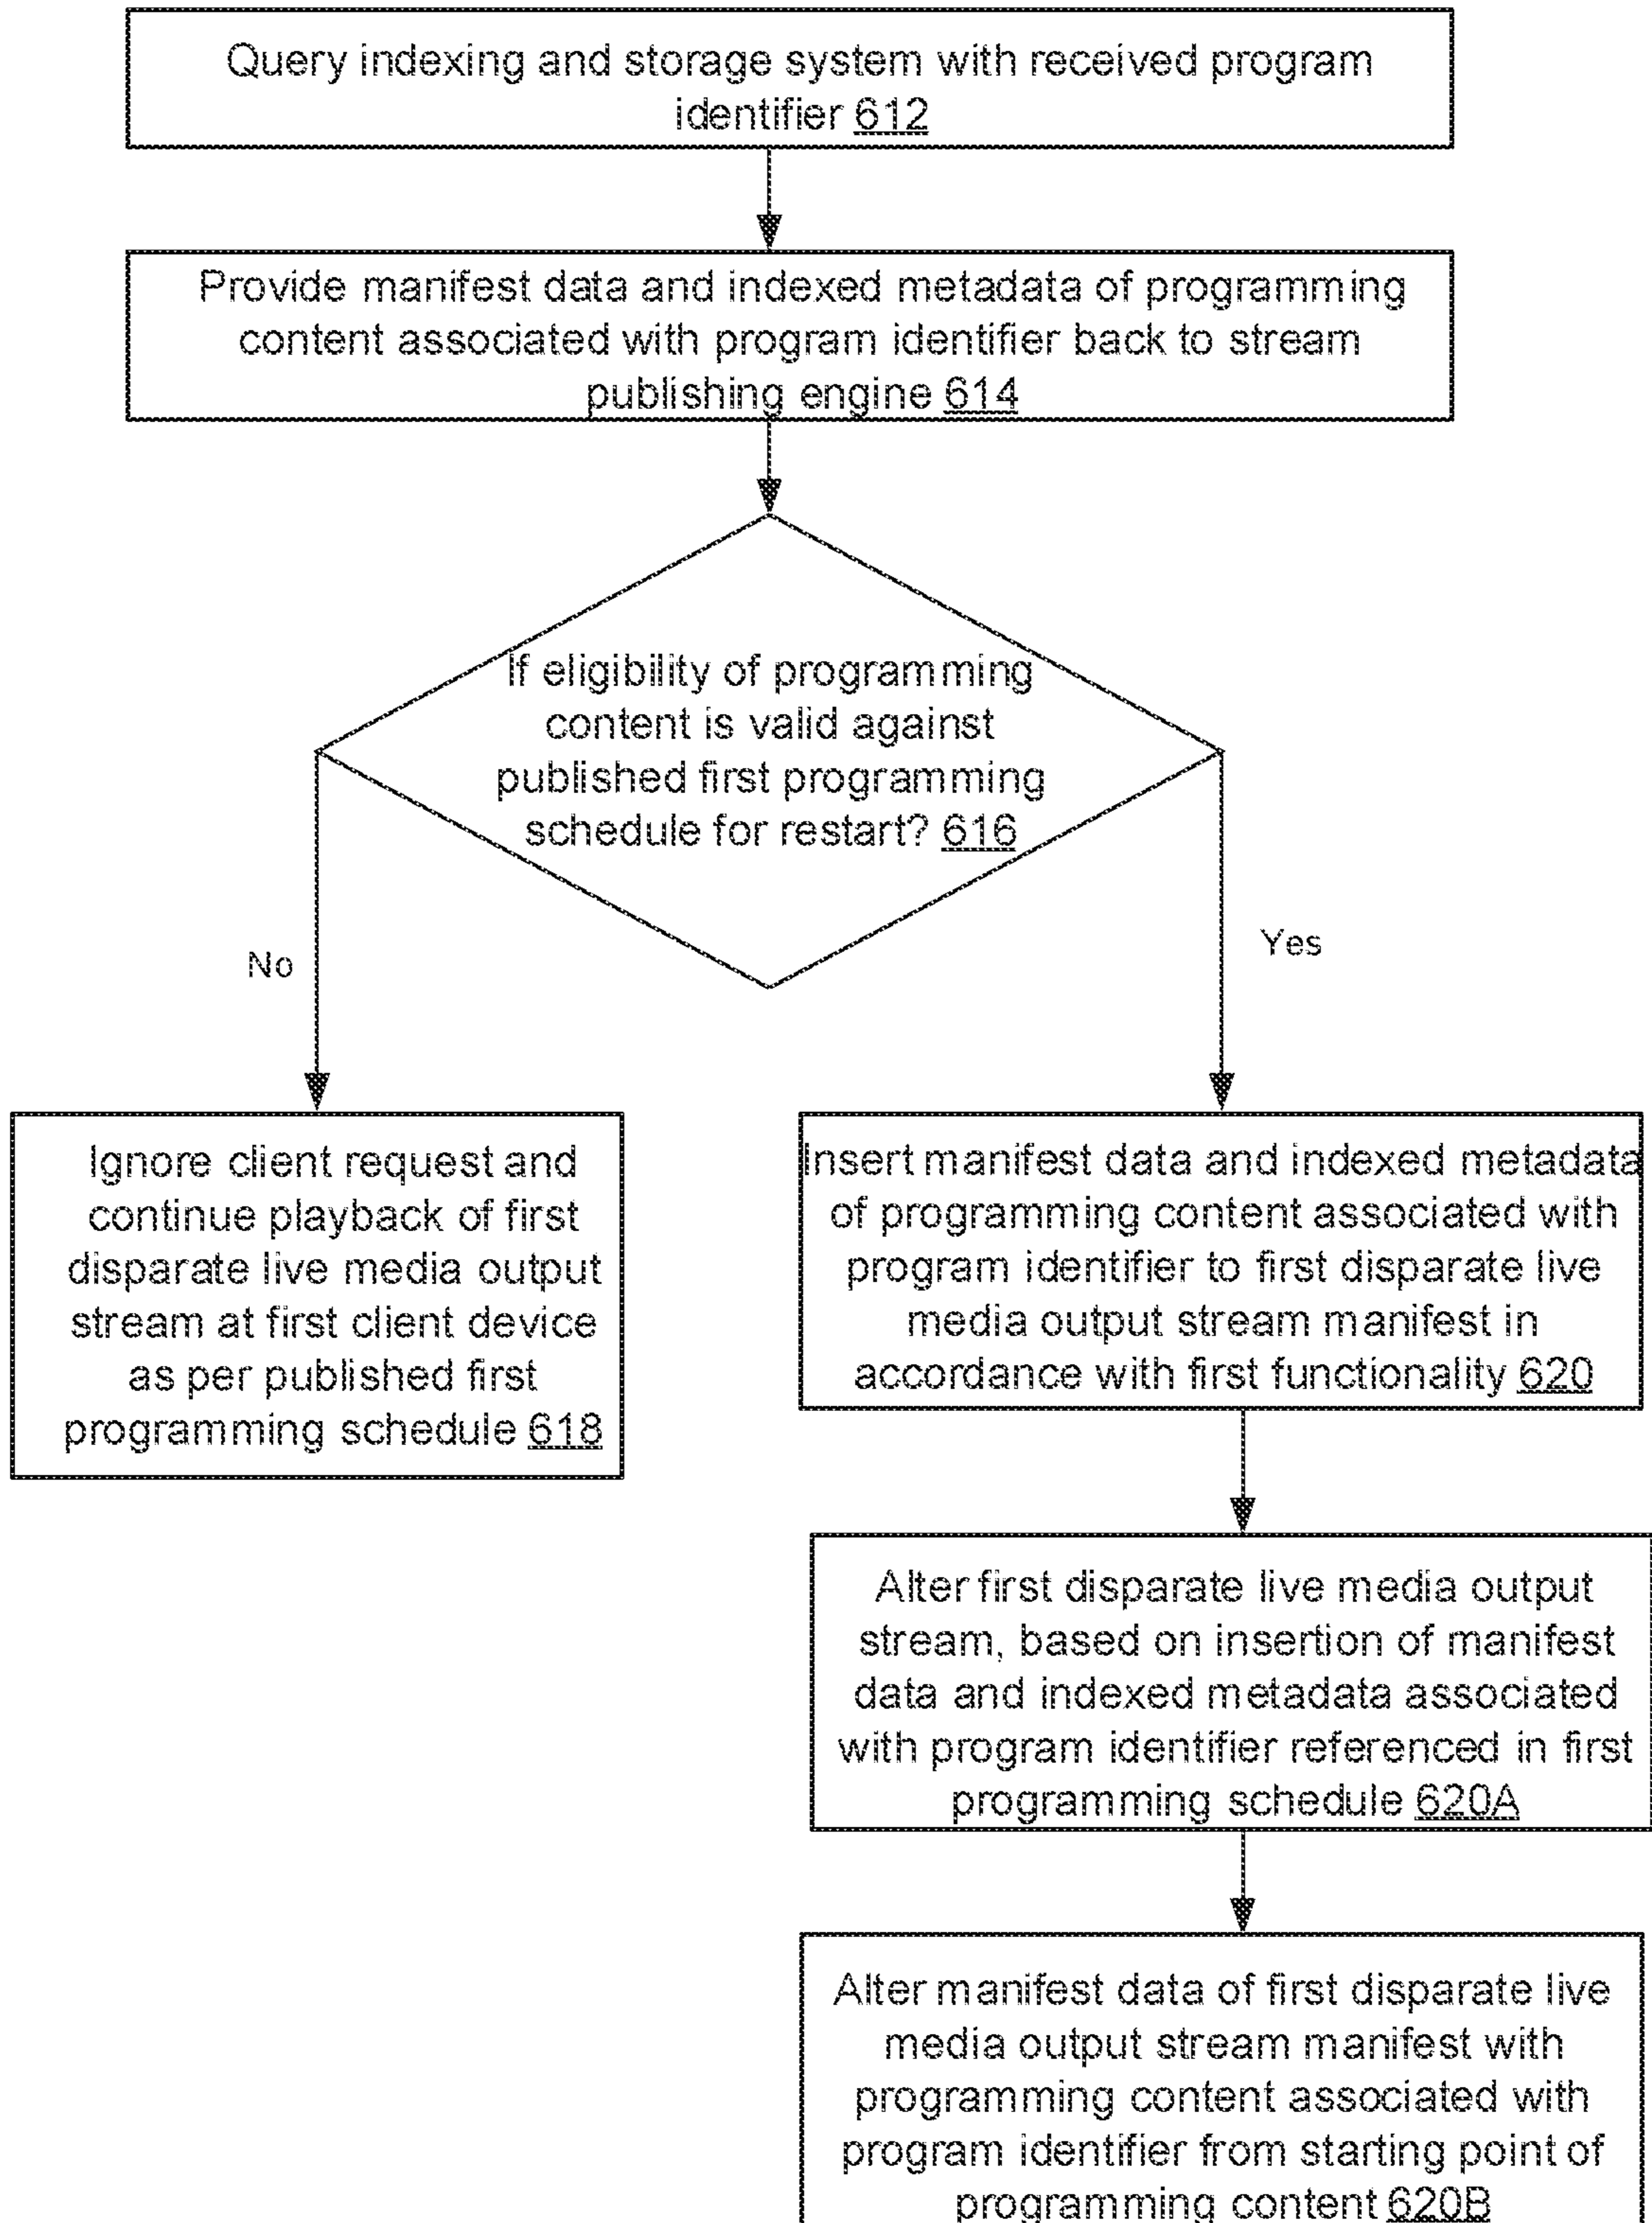 Query indexing and storage system with received program
identifier 612
Provide manifest data and indexed metadata of programming
content associated with program identifier back to stream
publishing engine 614
If eligibility of programming
content is valid against
published first programming
schedule for restart? 616
No
Yes
Ignore client request and
continue playback of first
disparate live media output
stream at first client device
as per published first
programming schedule 618
Insert manifest data and indexed metadata
of programming content associated with
program identifier to first disparate live
media output stream manifest in
accordance with first functionality 620
Alter first disparate live media output
stream, based on insertion of manifest
data and indexed metadata associated
with program identifier referenced in first
programming schedule 620A
Alter manifest data of first disparate live
media output stream manifest with
programming content associated with
program identifier from starting point of
programming content 620B